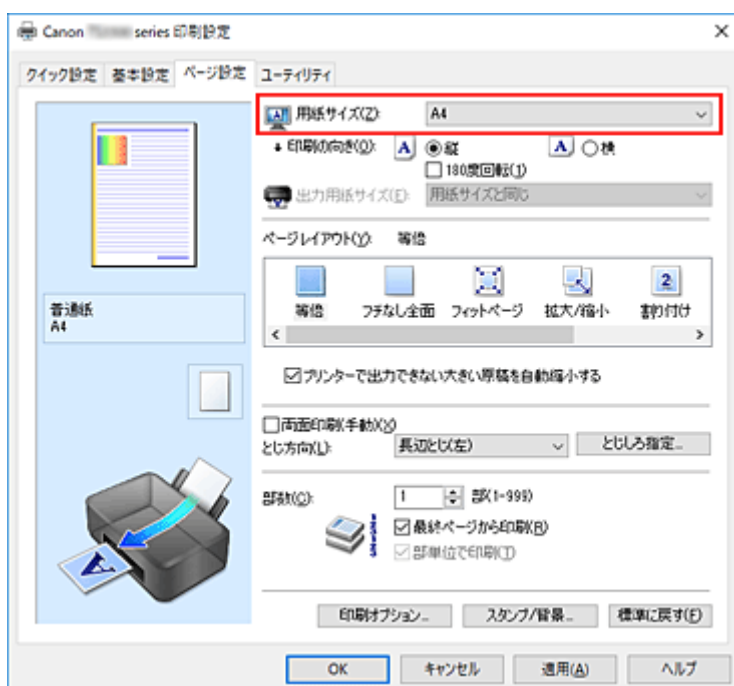 Canon series 印刷設定
クイック設定 基本設定 ページ設定 ユーティリティ
用紙サイズ(Z): A4
印刷の向き(O): A 縦 A 横
180度回転(J)
出力用紙サイズ(E): 用紙サイズと同じ
ページレイアウト(Y): 等倍
等倍 フチなし全面 フィットページ 拡大/縮小 2 割り付け
普通紙
A4
プリンターで出力できない大きい原稿を自動縮小する
両面印刷(手動)(X)
とじ方向(L): 長辺とじ(左) とじしろ指定...
部数(C): 1 部(1-999)
最終ページから印刷(R)
部単位で印刷(T)
印刷オプション... スタンプ/背景... 標準に戻す(F)
OK キャンセル 適用(A) ヘルプ